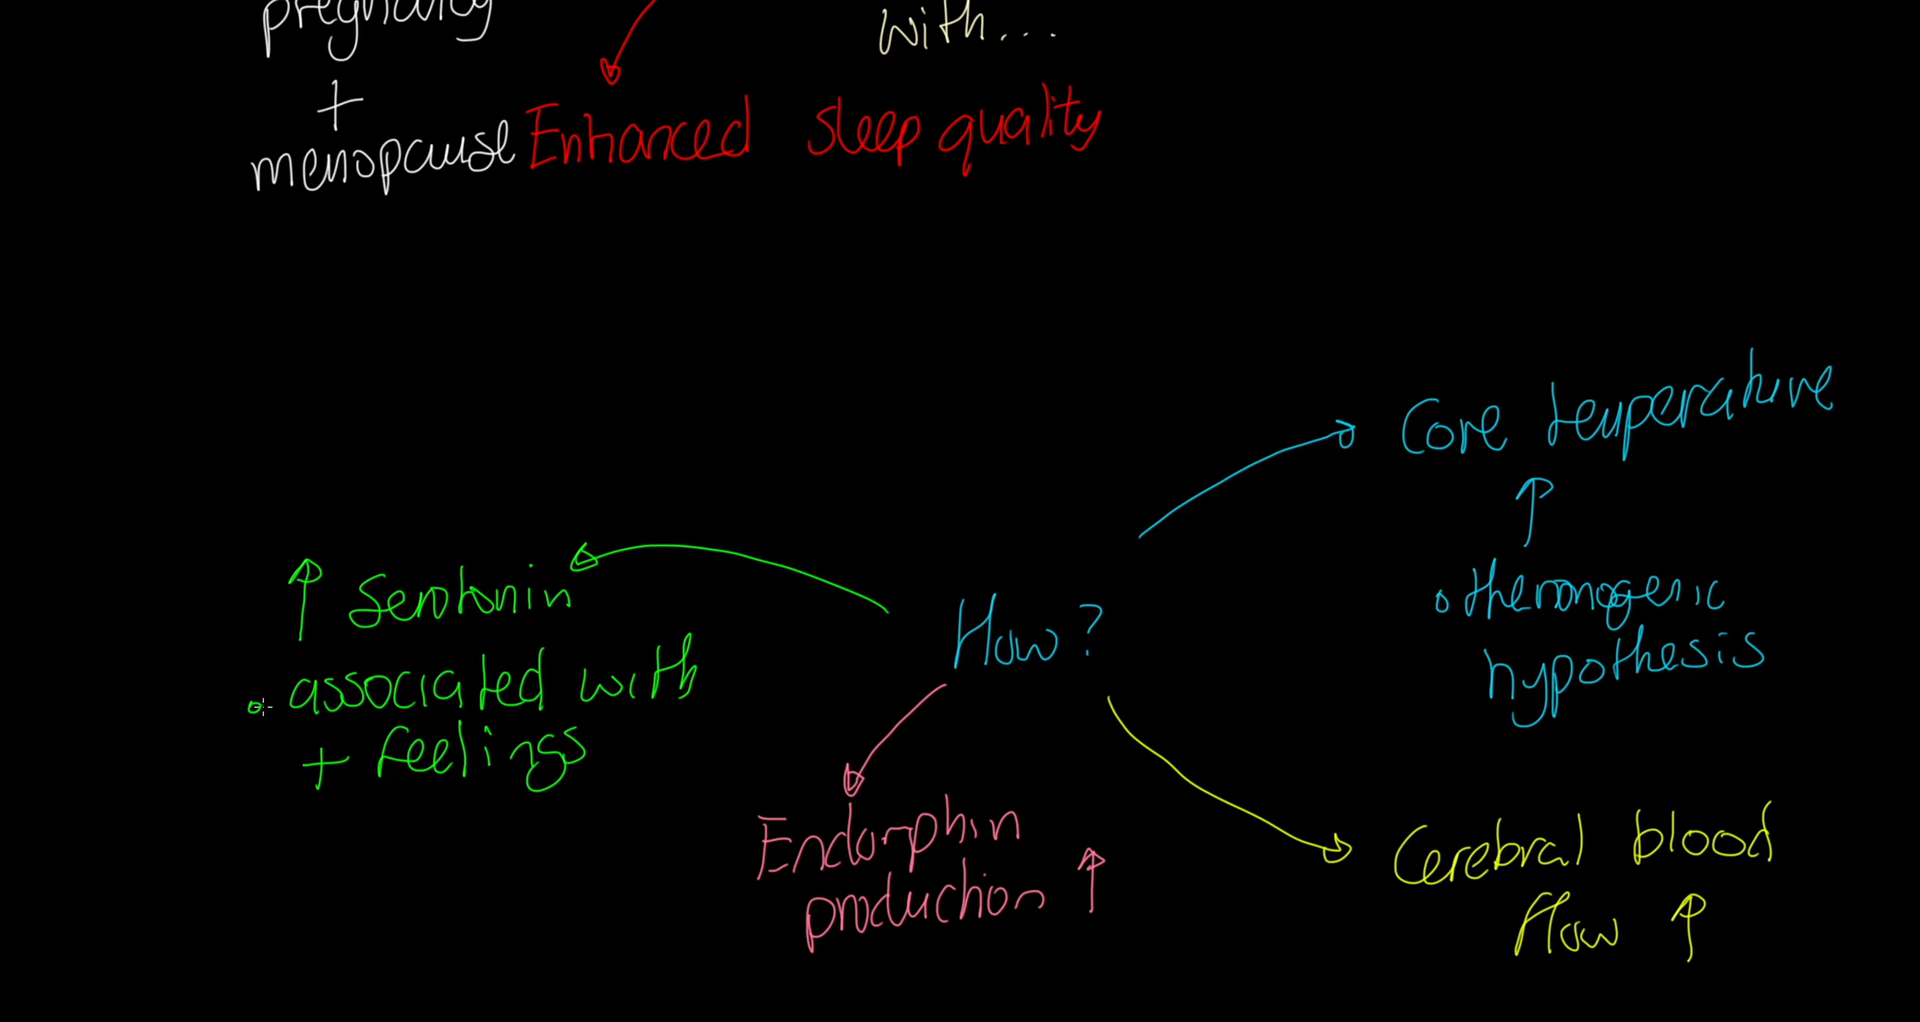 pregnancy
+
menopause
with...
Enhanced sleep quality
How?
Core temperature
↑
◦ thermogenic
hypothesis
↑ Serotonin
◦ associated with
+ feelings
Endorphin
production ↑
Cerebral blood
flow ↑